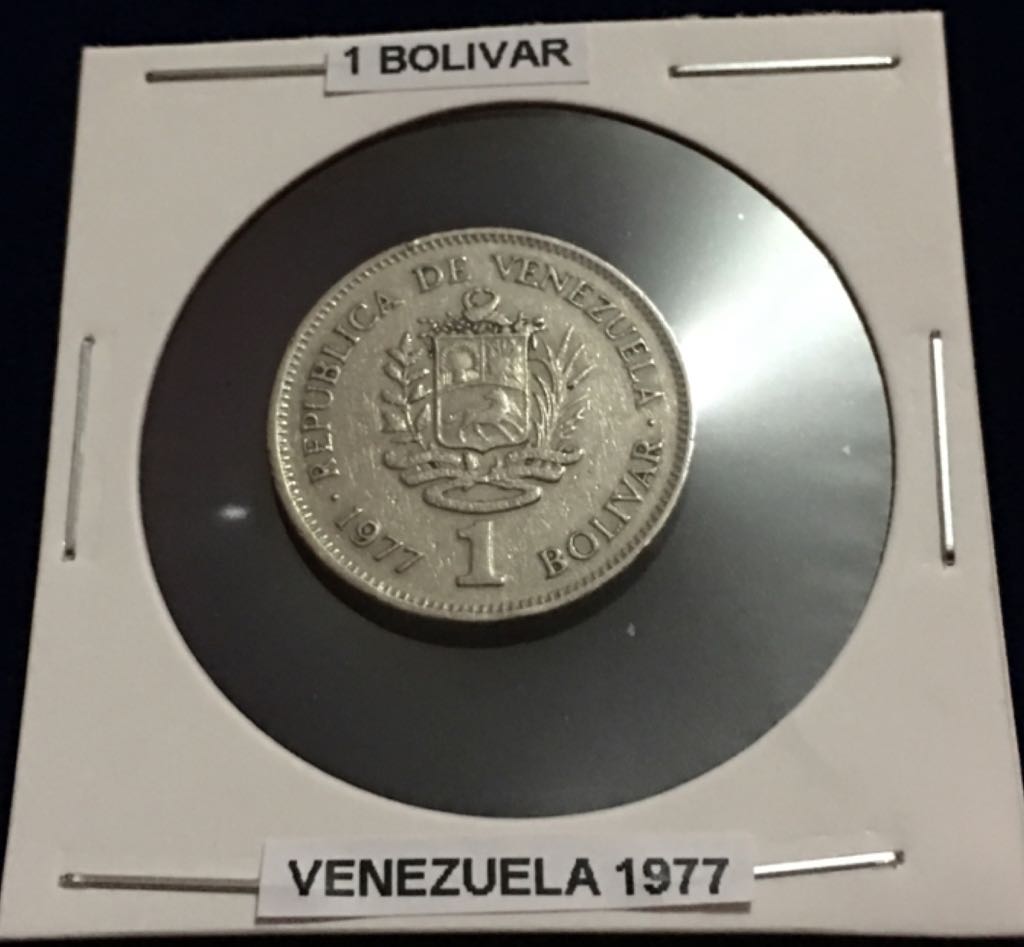 1 BOLIVAR
REPUBLICA DE VENEZUELA
1977 1 BOLIVAR
VENEZUELA 1977